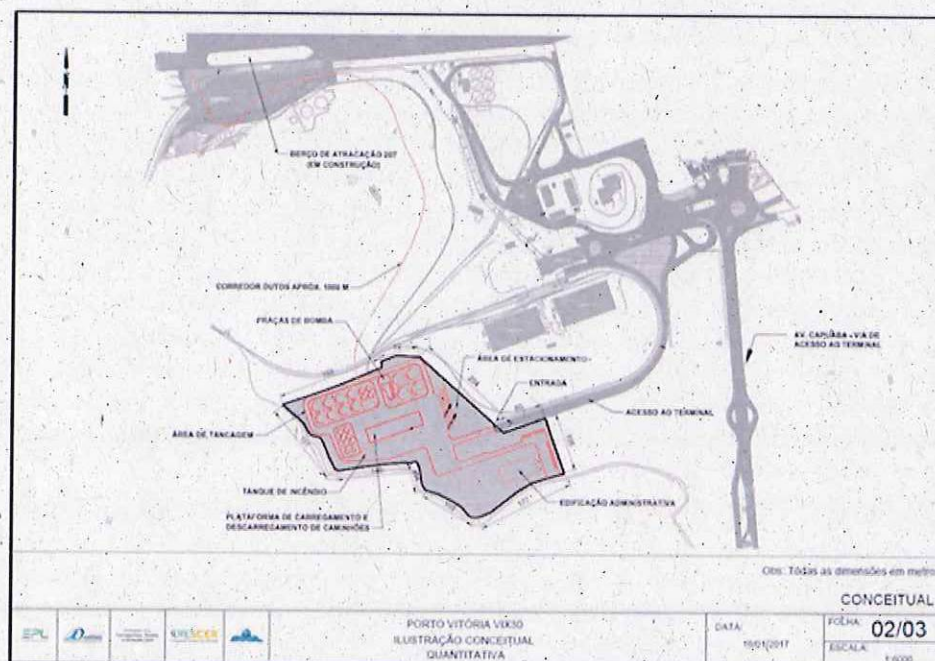 BERÇO DE ATRACAÇÃO 207
(EM CONSTRUÇÃO)
CORREDOR DUTOS APROX. 1000 M
PRAÇAS DE BOMBA
ÁREA DE ESTACIONAMENTO
ENTRADA
AV. CAPUABA - VIA DE
ACESSO AO TERMINAL
ACESSO AO TERMINAL
ÁREA DE TANCAGEM
TANQUE DE INCÊNDIO
EDIFICAÇÃO ADMINISTRATIVA
PLATAFORMA DE CARREGAMENTO E
DESCARREGAMENTO DE CAMINHÕES
Obs: Todas as dimensões em metro
CONCEITUAL
EPL
CRESCER
PORTO VITÓRIA VIX30
ILUSTRAÇÃO CONCEITUAL
QUANTITATIVA
DATA:
10/01/2017
FOLHA:
02/03
ESCALA:
1:6000